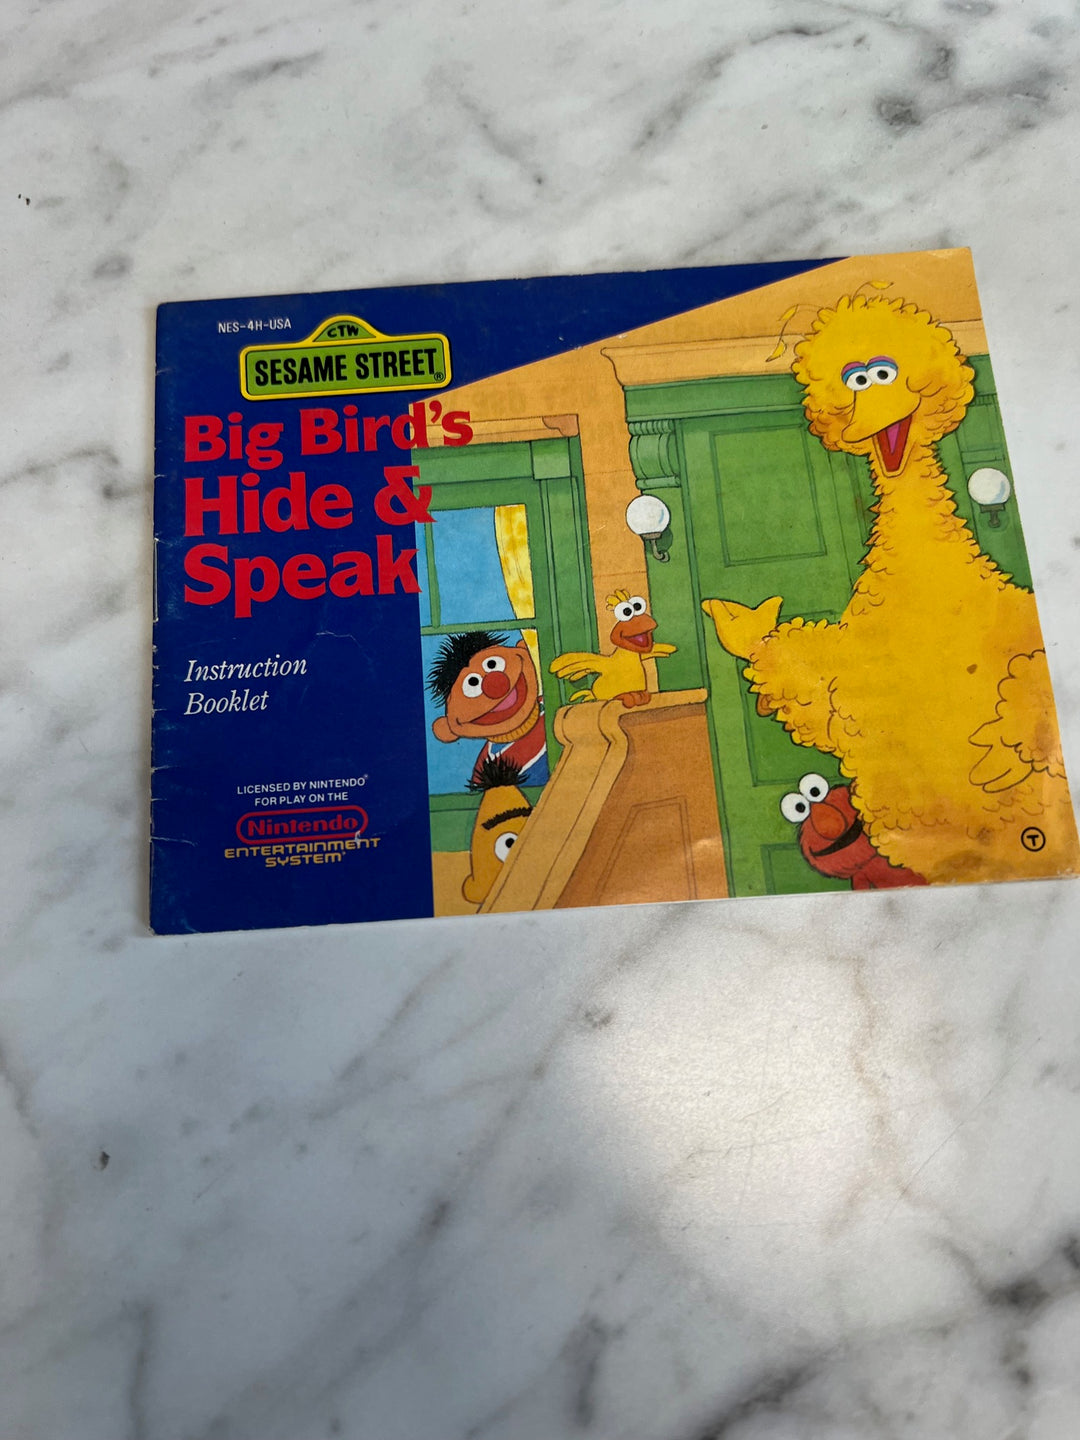 NES-4H-USA
CTW
SESAME STREET®
Big Bird's
Hide &
Speak
Instruction
Booklet
LICENSED BY NINTENDO®
FOR PLAY ON THE
Nintendo
ENTERTAINMENT
SYSTEM®
T